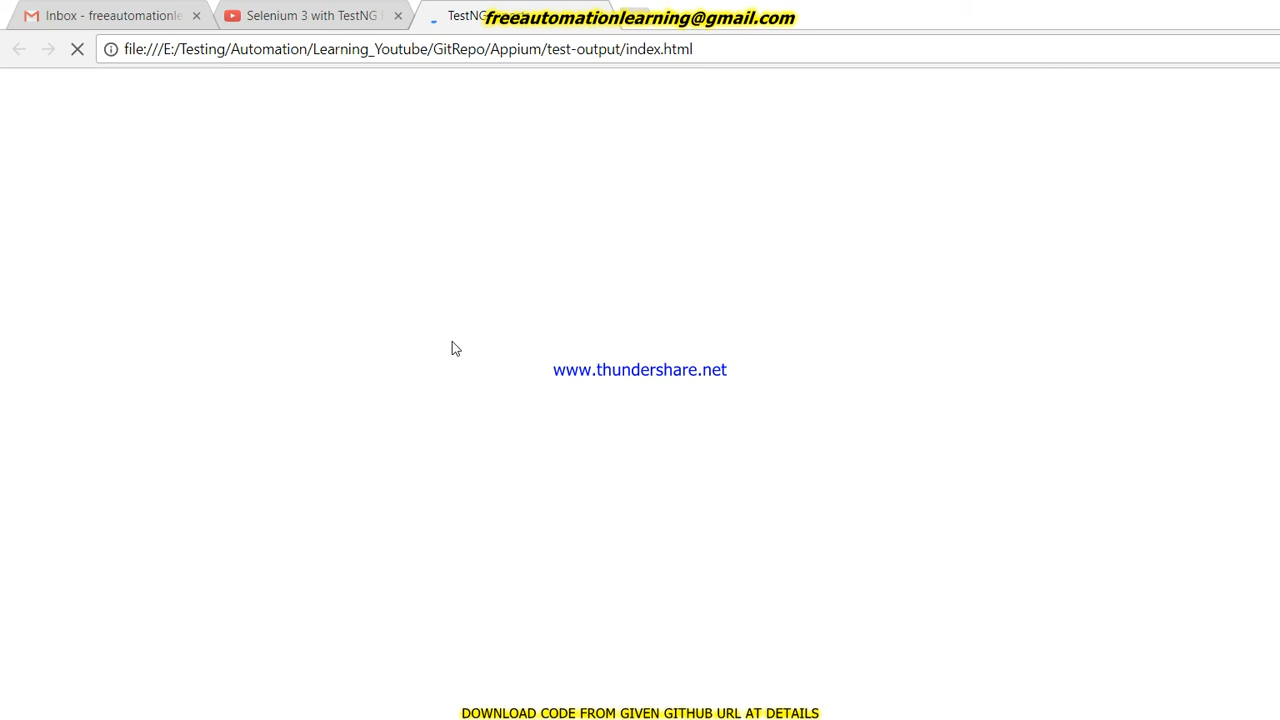 Inbox - freeautomationle
Selenium 3 with TestNG
TestNG
freeautomationlearning@gmail.com
file:///E:/Testing/Automation/Learning_Youtube/GitRepo/Appium/test-output/index.html
www.thundershare.net
DOWNLOAD CODE FROM GIVEN GITHUB URL AT DETAILS